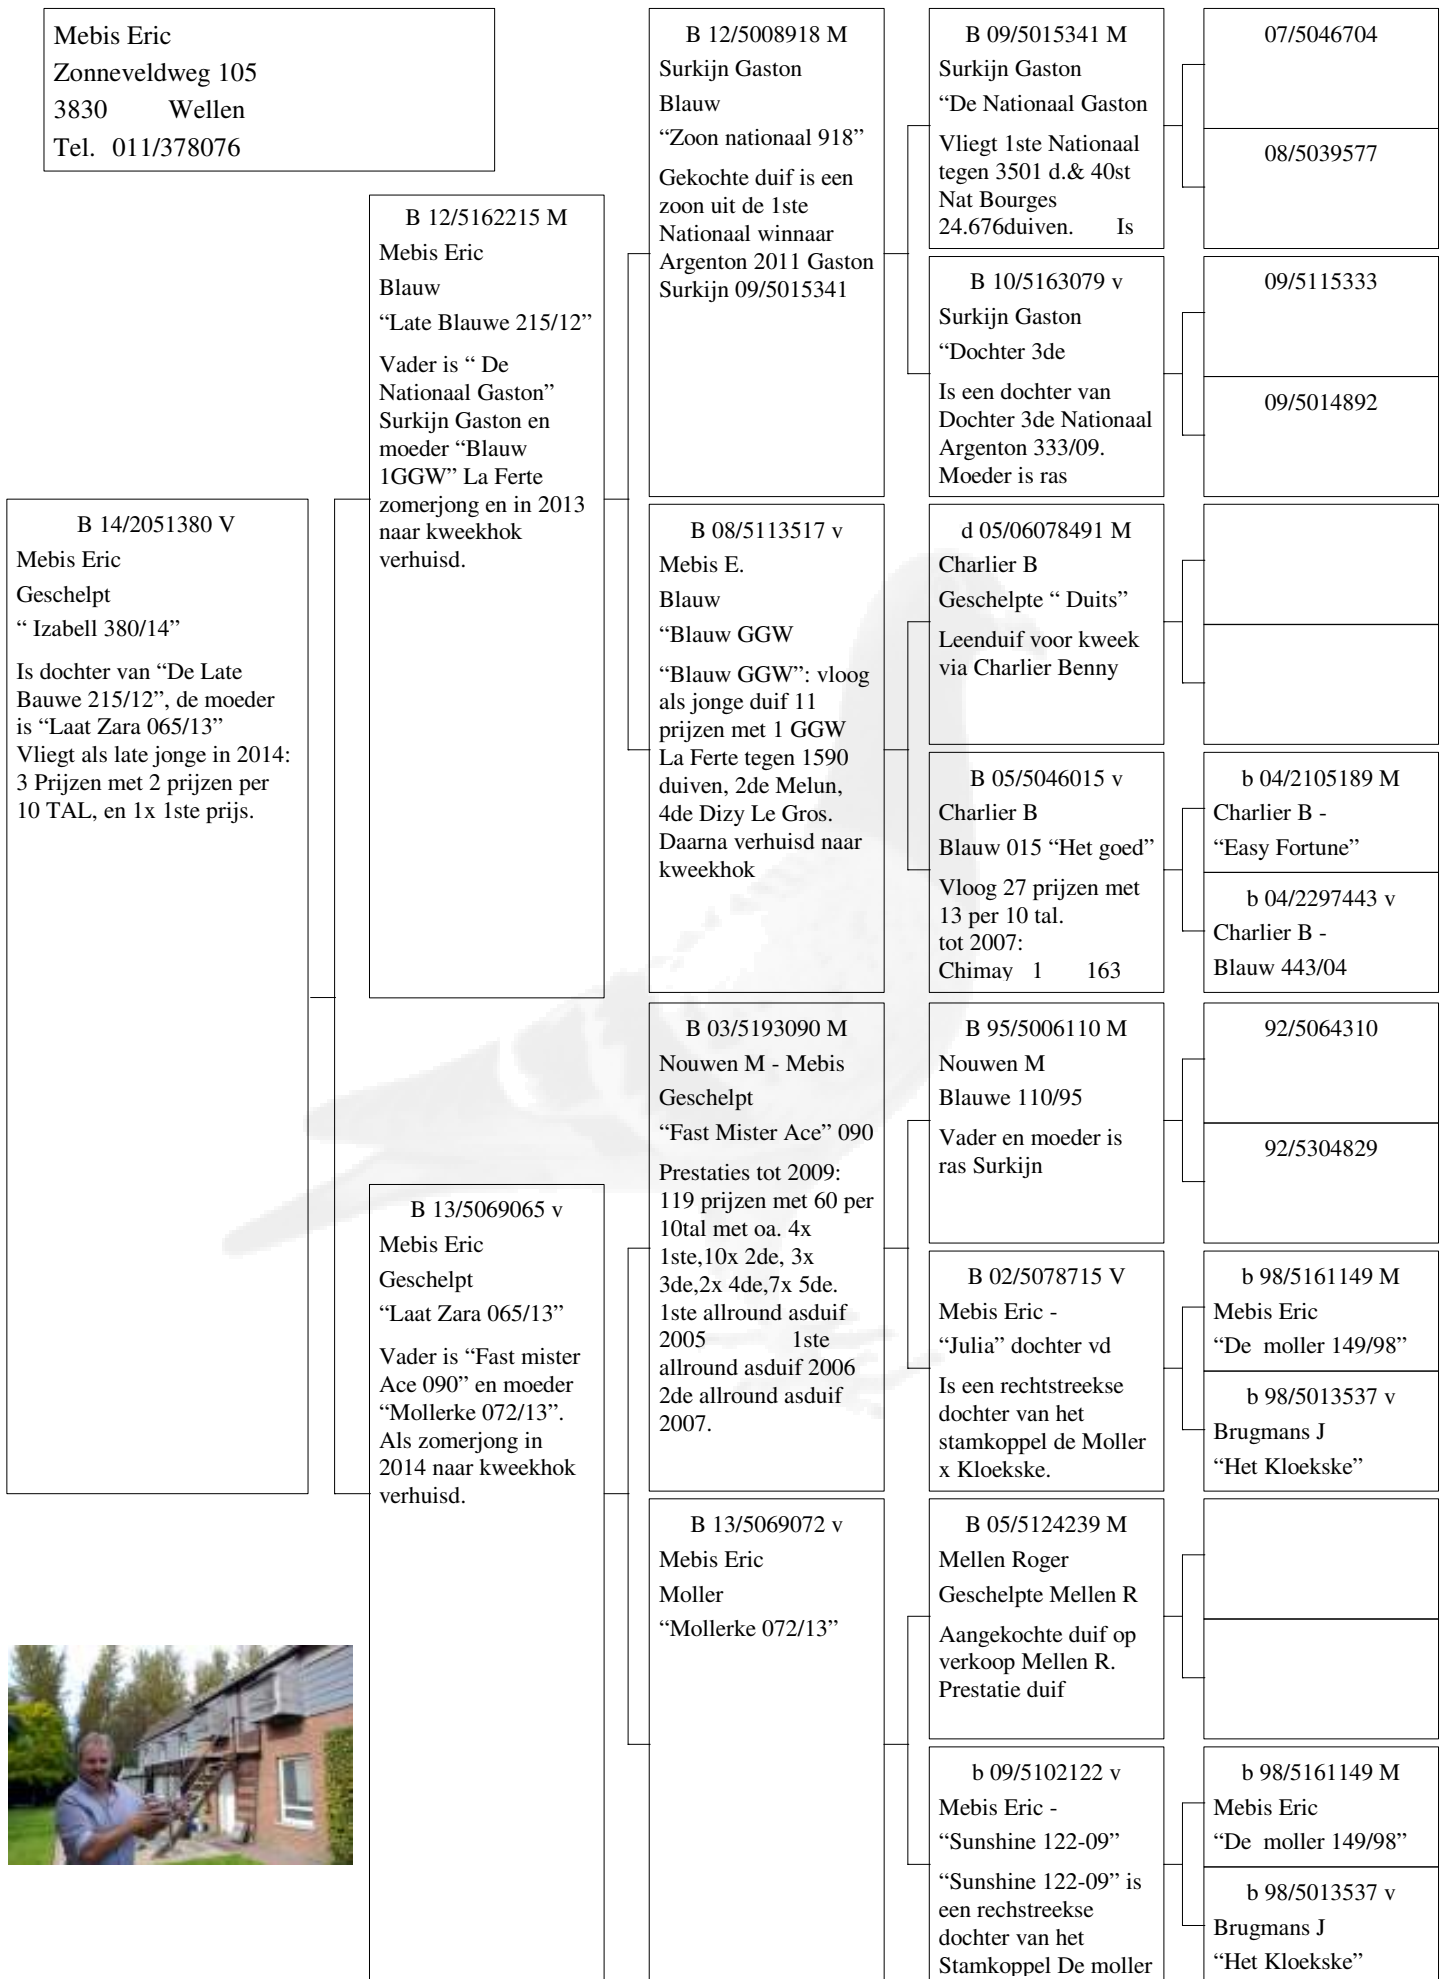 Mebis Eric
Zonneveldweg 105
3830 Wellen
Tel. 011/378076
B 14/2051380 V
Mebis Eric
Geschelpt
“ Izabell 380/14”
Is dochter van “De Late
Bauwe 215/12”, de moeder
is “Laat Zara 065/13”
Vliegt als late jonge in 2014:
3 Prijzen met 2 prijzen per
10 TAL, en 1x 1ste prijs.
B 12/5162215 M
Mebis Eric
Blauw
“Late Blauwe 215/12”
Vader is “ De
Nationaal Gaston”
Surkijn Gaston en
moeder “Blauw
1GGW” La Ferte
zomerjong en in 2013
naar kweekhok
verhuisd.
B 13/5069065 v
Mebis Eric
Geschelpt
“Laat Zara 065/13”
Vader is “Fast mister
Ace 090” en moeder
“Mollerke 072/13”.
Als zomerjong in
2014 naar kweekhok
verhuisd.
B 12/5008918 M
Surkijn Gaston
Blauw
“Zoon nationaal 918”
Gekochte duif is een
zoon uit de 1ste
Nationaal winnaar
Argenton 2011 Gaston
Surkijn 09/5015341
B 08/5113517 v
Mebis E.
Blauw
“Blauw GGW
“Blauw GGW”: vloog
als jonge duif 11
prijzen met 1 GGW
La Ferte tegen 1590
duiven, 2de Melun,
4de Dizy Le Gros.
Daarna verhuisd naar
kweekhok
B 03/5193090 M
Nouwen M - Mebis
Geschelpt
“Fast Mister Ace” 090
Prestaties tot 2009:
119 prijzen met 60 per
10tal met oa. 4x
1ste,10x 2de, 3x
3de,2x 4de,7x 5de.
1ste allround asduif
2005 1ste
allround asduif 2006
2de allround asduif
2007.
B 13/5069072 v
Mebis Eric
Moller
“Mollerke 072/13”
B 09/5015341 M
Surkijn Gaston
“De Nationaal Gaston
Vliegt 1ste Nationaal
tegen 3501 d.& 40st
Nat Bourges
24.676duiven. Is
B 10/5163079 v
Surkijn Gaston
“Dochter 3de
Is een dochter van
Dochter 3de Nationaal
Argenton 333/09.
Moeder is ras
d 05/06078491 M
Charlier B
Geschelpte “ Duits”
Leenduif voor kweek
via Charlier Benny
B 05/5046015 v
Charlier B
Blauw 015 “Het goed”
Vloog 27 prijzen met
13 per 10 tal.
tot 2007:
Chimay 1 163
B 95/5006110 M
Nouwen M
Blauwe 110/95
Vader en moeder is
ras Surkijn
B 02/5078715 V
Mebis Eric -
“Julia” dochter vd
Is een rechtstreekse
dochter van het
stamkoppel de Moller
x Kloekske.
B 05/5124239 M
Mellen Roger
Geschelpte Mellen R
Aangekochte duif op
verkoop Mellen R.
Prestatie duif
b 09/5102122 v
Mebis Eric -
“Sunshine 122-09”
“Sunshine 122-09” is
een rechstreekse
dochter van het
Stamkoppel De moller
07/5046704
08/5039577
09/5115333
09/5014892
b 04/2105189 M
Charlier B -
“Easy Fortune”
b 04/2297443 v
Charlier B -
Blauw 443/04
92/5064310
92/5304829
b 98/5161149 M
Mebis Eric
“De moller 149/98”
b 98/5013537 v
Brugmans J
“Het Kloekske”
b 98/5161149 M
Mebis Eric
“De moller 149/98”
b 98/5013537 v
Brugmans J
“Het Kloekske”